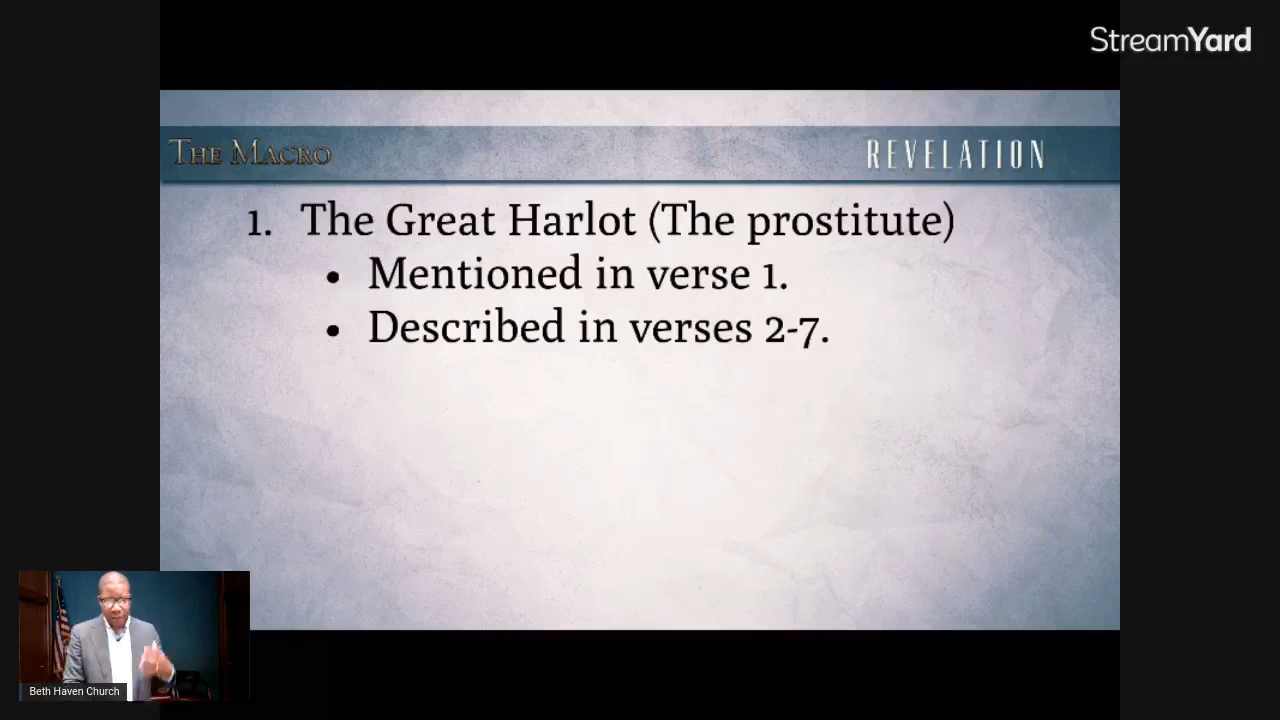 StreamYard
The Macro
REVELATION
1. The Great Harlot (The prostitute)
• Mentioned in verse 1.
• Described in verses 2-7.
Beth Haven Church